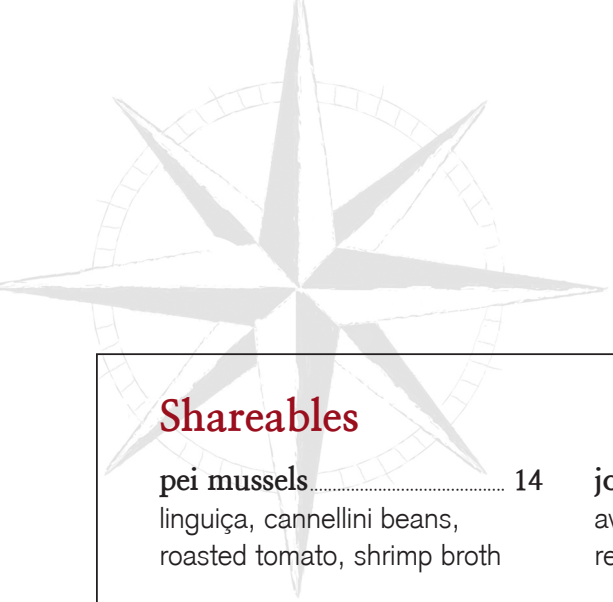 Shareables
pei mussels........................................ 14
linguiça, cannellini beans,
roasted tomato, shrimp broth